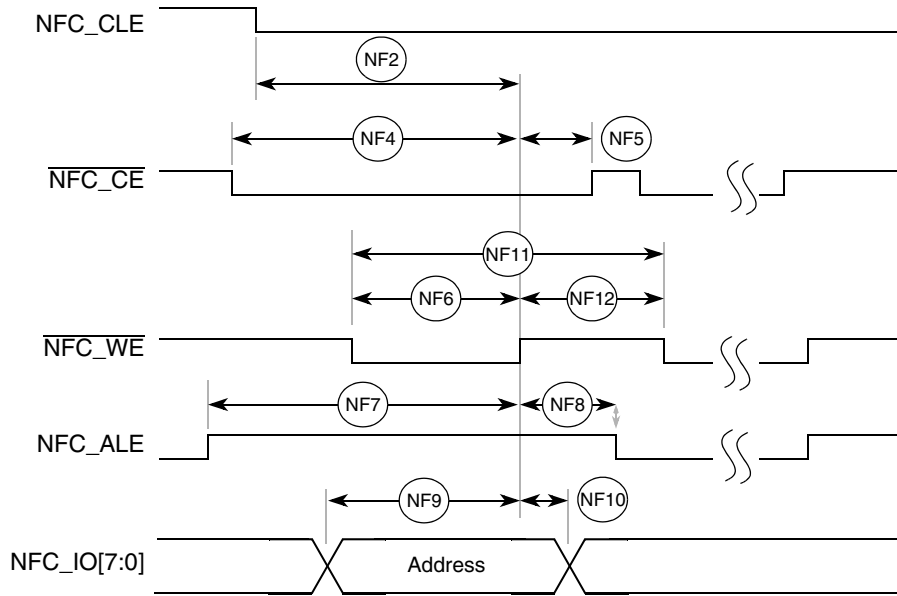 NFC_CLE
NF2
NF4
NF5
NFC_CE
NF11
NF6
NF12
NFC_WE
NF7
NF8
NFC_ALE
NF9
NF10
NFC_IO[7:0]
Address